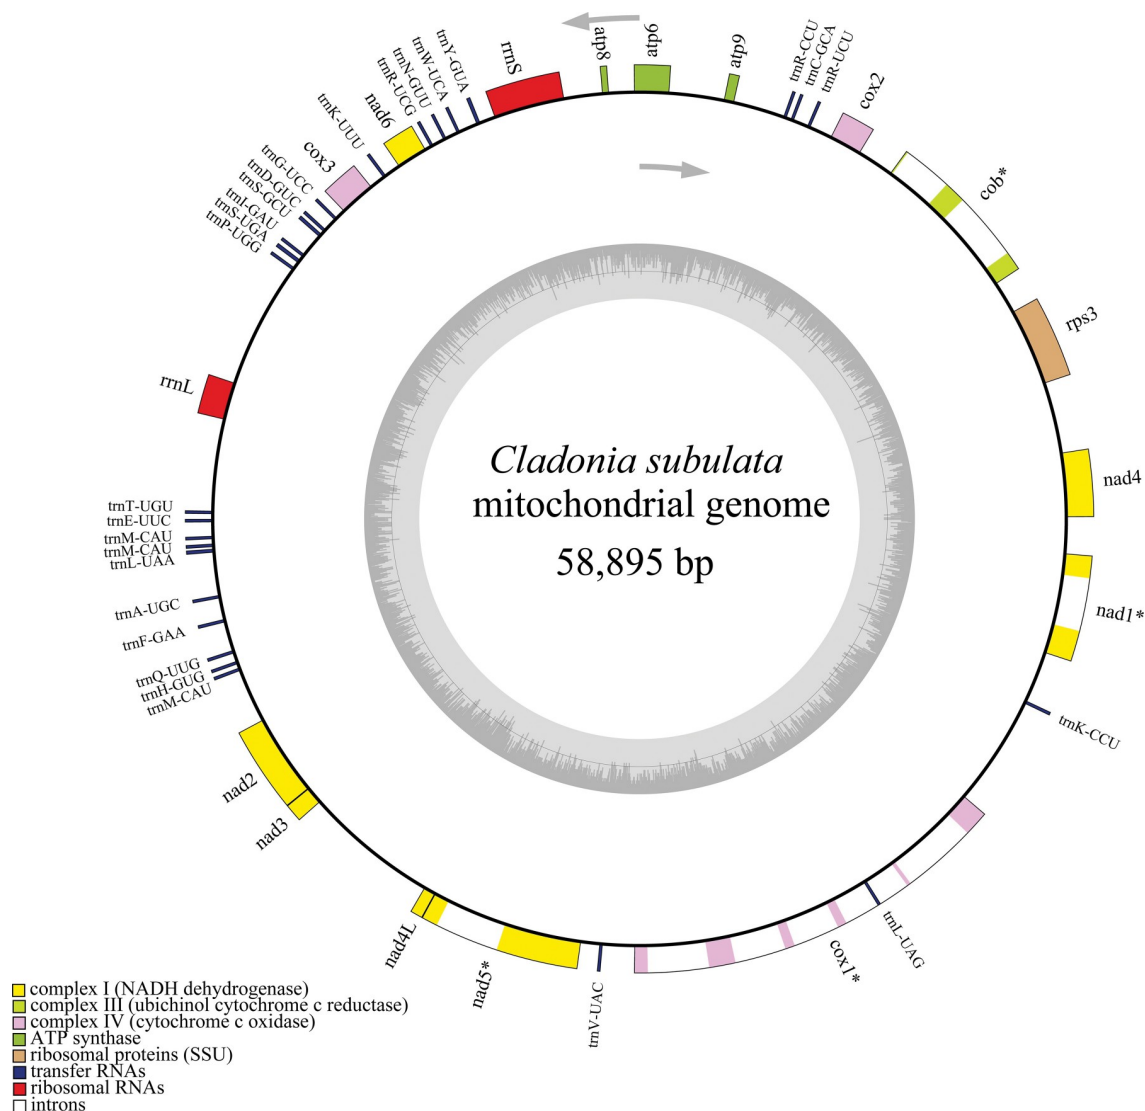 atp8
atp6
atp9
trnR-CCU
trnC-GCA
trnR-UCU
cox2
cob*
rps3
nad4
nad1*
trnK-CCU
trnL-UAG
cox1*
trnV-UAC
nad5*
nad4L
nad3
nad2
trnM-CAU
trnH-GUG
trnQ-UUG
trnF-GAA
trnA-UGC
trnL-UAA
trnM-CAU
trnM-CAU
trnE-UUC
trnT-UGU
rrnL
trnP-UGG
trnS-UGA
trnI-GAU
trnS-GCU
trnD-GUC
trnG-UCC
cox3
trnK-UUU
nad6
trnR-UCG
trnN-GUU
trnW-UCA
trnY-GUA
rrnS
Cladonia subulata
mitochondrial genome
58,895 bp
complex I (NADH dehydrogenase)
complex III (ubichinol cytochrome c reductase)
complex IV (cytochrome c oxidase)
ATP synthase
ribosomal proteins (SSU)
transfer RNAs
ribosomal RNAs
introns